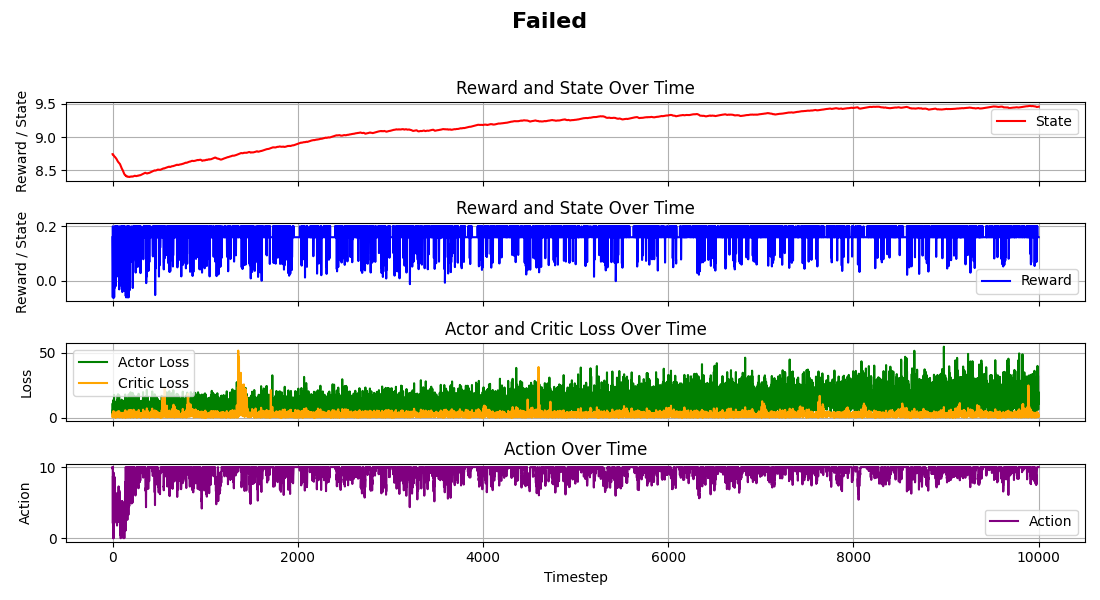 Failed
Reward and State Over Time
Reward / State
9.5
9.0
8.5
State
Reward and State Over Time
Reward / State
0.2
0.0
Reward
Actor and Critic Loss Over Time
Loss
50
0
Actor Loss
Critic Loss
Action Over Time
Action
10
0
Action
0 2000 4000 6000 8000 10000
Timestep